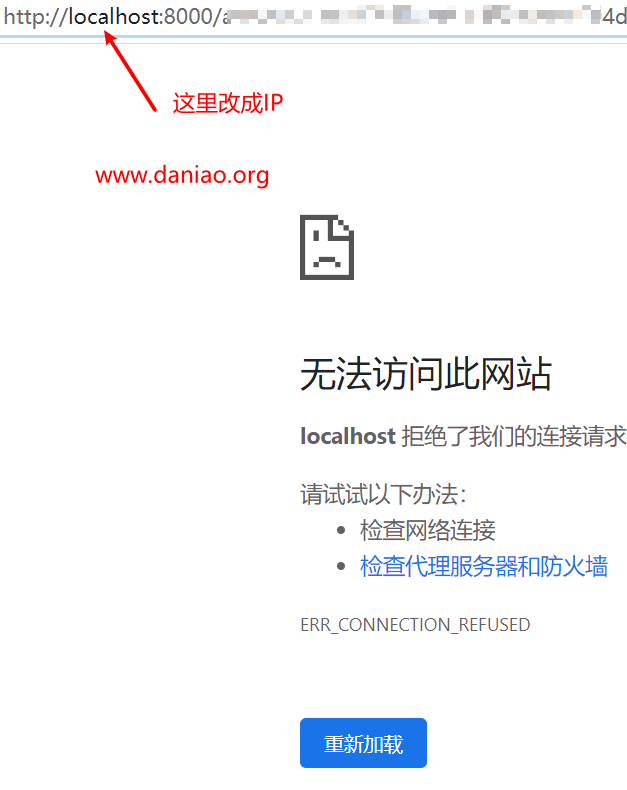 http://localhost:8000/a 4d
这里改成IP
www.daniao.org
无法访问此网站
localhost 拒绝了我们的连接请求
请试试以下办法：
检查网络连接
检查代理服务器和防火墙
ERR_CONNECTION_REFUSED
重新加载